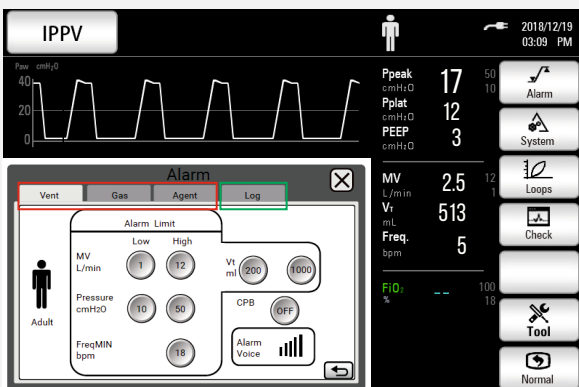 IPPV
2018/12/19
03:09 PM
Paw cmH2O
40
20
0
Ppeak
cmH2O
17
50
10
Pplat
cmH2O
12
PEEP
cmH2O
3
MV
L/min
2.5
12
1
VT
mL
513
Freq.
bpm
5
FiO2
%
--
100
18
Alarm
System
Loops
Check
Tool
Normal
Alarm
Vent Gas Agent Log
Alarm Limit
Low High
MV
L/min
1 12
Vt
ml
200 1000
Pressure
cmH2O
10 50
CPB OFF
FreqMIN
bpm
18
Alarm
Voice
Adult